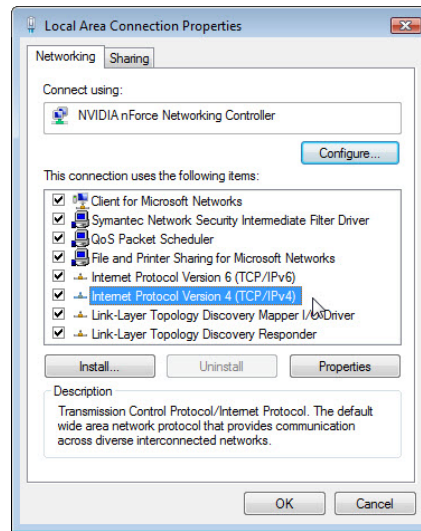 Local Area Connection Properties
Networking
Sharing
Connect using:
NVIDIA nForce Networking Controller
Configure...
This connection uses the following items:
Client for Microsoft Networks
Symantec Network Security Intermediate Filter Driver
QoS Packet Scheduler
File and Printer Sharing for Microsoft Networks
Internet Protocol Version 6 (TCP/IPv6)
Internet Protocol Version 4 (TCP/IPv4)
Link-Layer Topology Discovery Mapper I/O Driver
Link-Layer Topology Discovery Responder
Install...
Uninstall
Properties
Description
Transmission Control Protocol/Internet Protocol. The default
wide area network protocol that provides communication
across diverse interconnected networks.
OK
Cancel